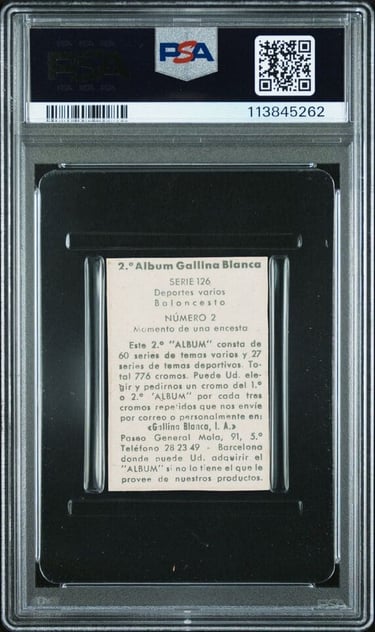 PSA
113845262
2.º Album Gallina Blanca
SERIE 126
Deportes varios
Baloncesto
NÚMERO 2
Momento de una encesta
Este 2.º "ALBUM" consta de
60 series de temas varios y 27
series de temas deportivos. To-
tal 776 cromos. Puede Ud. ele-
gir y pedirnos un cromo del 1.º
o 2.º 'ALBUM" por cada tres
cromos repetidos que nos envíe
por correo o personalmente en:
«Gallina Blanca, I. A.»
Paseo General Mola, 91, 5.º
Teléfono 28 23 49 - Barcelona
donde puede Ud. adquirir el
"ALBUM" si no lo tiene el que le
provee de nuestros productos.
PSA